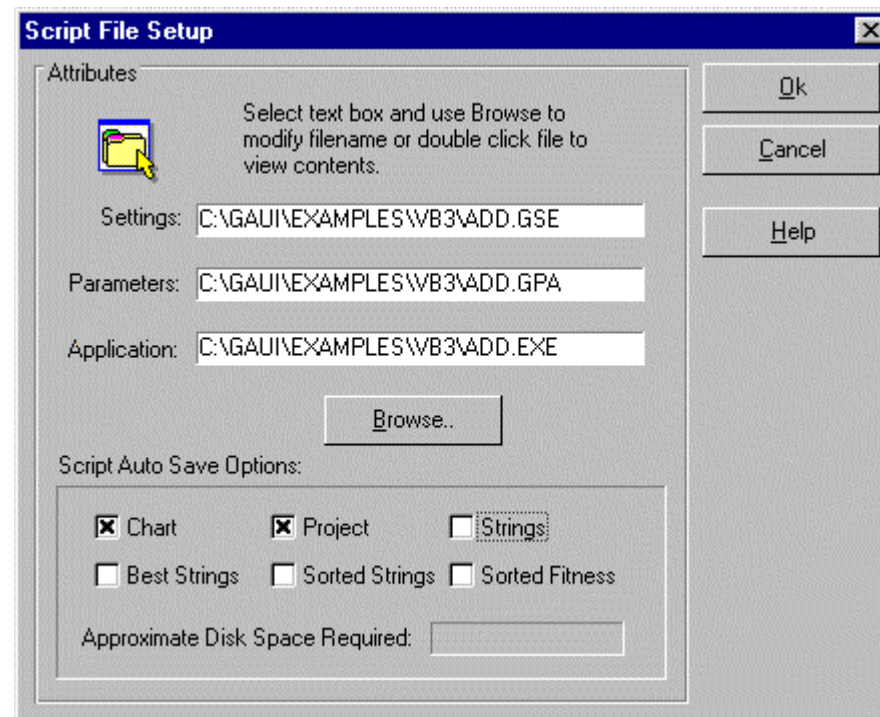 Script File Setup
Attributes
Select text box and use Browse to
modify filename or double click file to
view contents.
Settings: C:\GAUI\EXAMPLES\VB3\ADD.GSE
Parameters: C:\GAUI\EXAMPLES\VB3\ADD.GPA
Application: C:\GAUI\EXAMPLES\VB3\ADD.EXE
Browse..
Script Auto Save Options:
Chart Project Strings
Best Strings Sorted Strings Sorted Fitness
Approximate Disk Space Required:
Ok
Cancel
Help